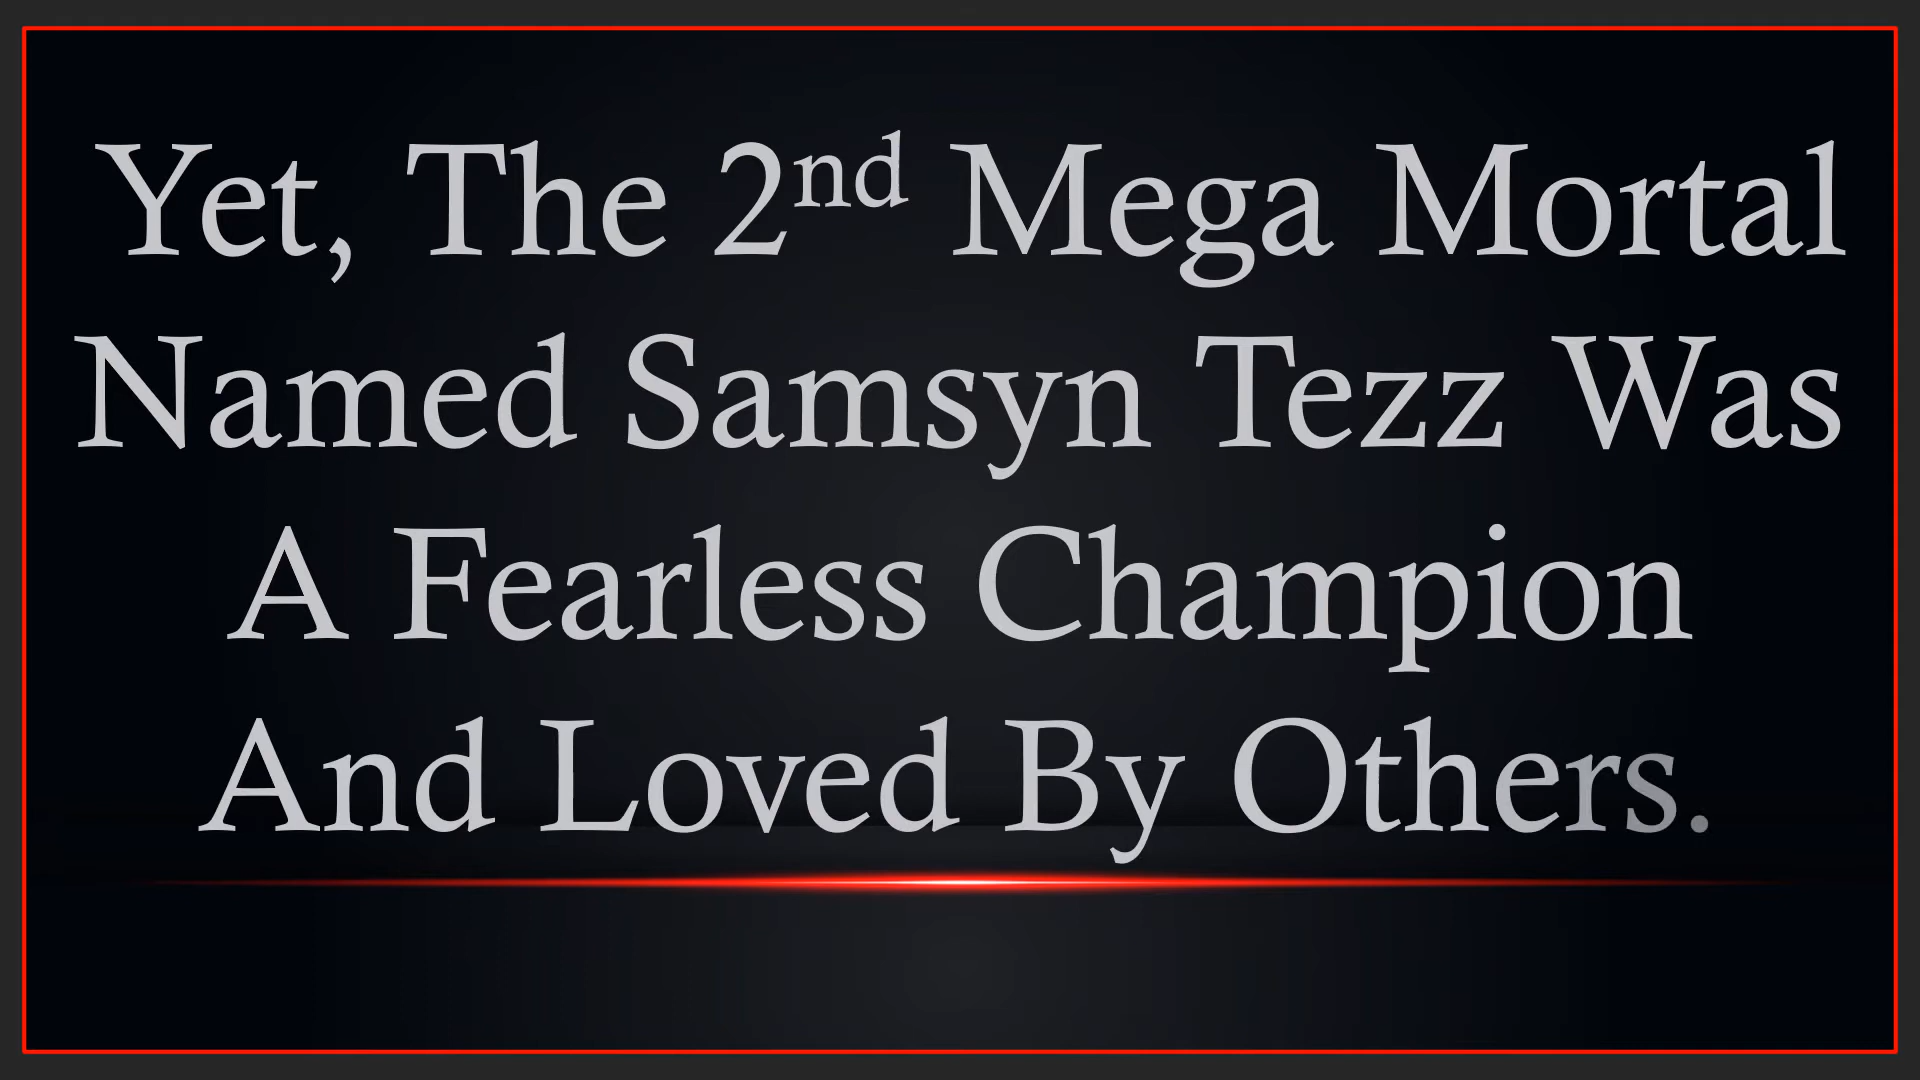 Yet, The 2nd Mega Mortal
Named Samsyn Tezz Was
A Fearless Champion
And Loved By Others.